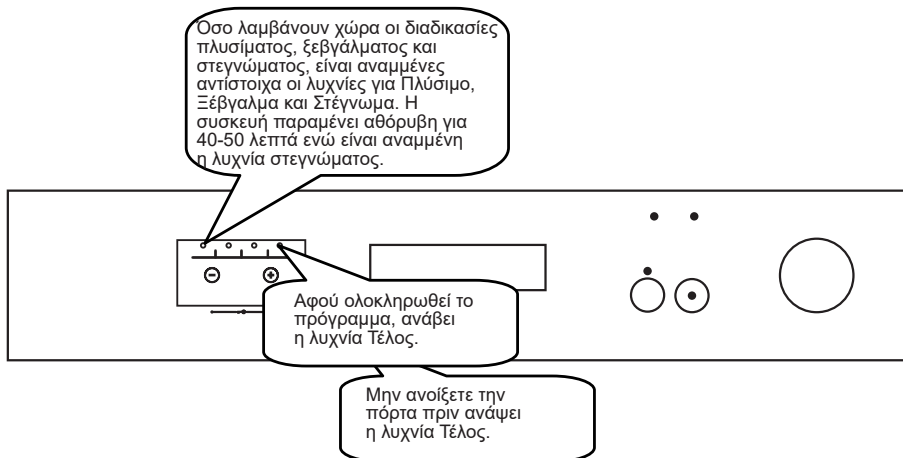 Όσο λαμβάνουν χώρα οι διαδικασίες
πλυσίματος, ξεβγάλματος και
στεγνώματος, είναι αναμμένες
αντίστοιχα οι λυχνίες για Πλύσιμο,
Ξέβγαλμα και Στέγνωμα. Η
συσκευή παραμένει αθόρυβη για
40-50 λεπτά ενώ είναι αναμμένη
η λυχνία στεγνώματος.
Αφού ολοκληρωθεί το
πρόγραμμα, ανάβει
η λυχνία Τέλος.
Μην ανοίξετε την
πόρτα πριν ανάψει
η λυχνία Τέλος.